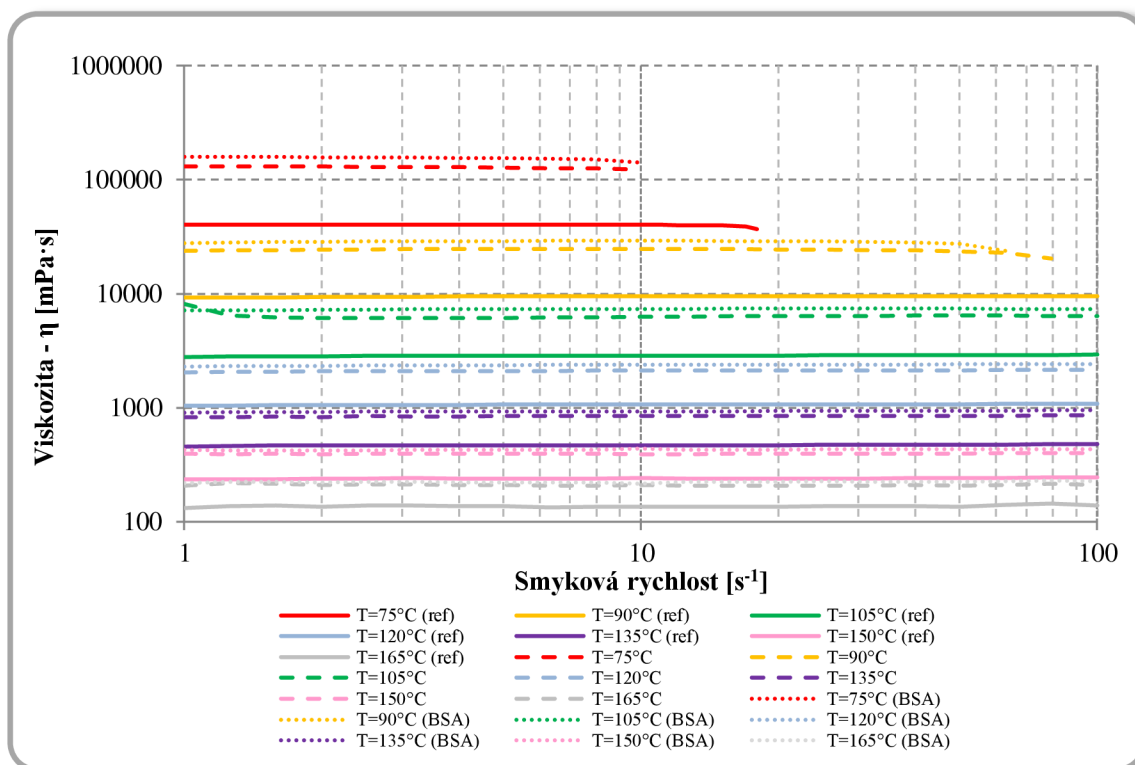 1000000
100000
10000
1000
100
Viskozita - η [mPa·s]
1 10 100
Smyková rychlost [s⁻¹]
T=75°C (ref) T=90°C (ref) T=105°C (ref)
T=120°C (ref) T=135°C (ref) T=150°C (ref)
T=165°C (ref) T=75°C T=90°C
T=105°C T=120°C T=135°C
T=150°C T=165°C T=75°C (BSA)
T=90°C (BSA) T=105°C (BSA) T=120°C (BSA)
T=135°C (BSA) T=150°C (BSA) T=165°C (BSA)